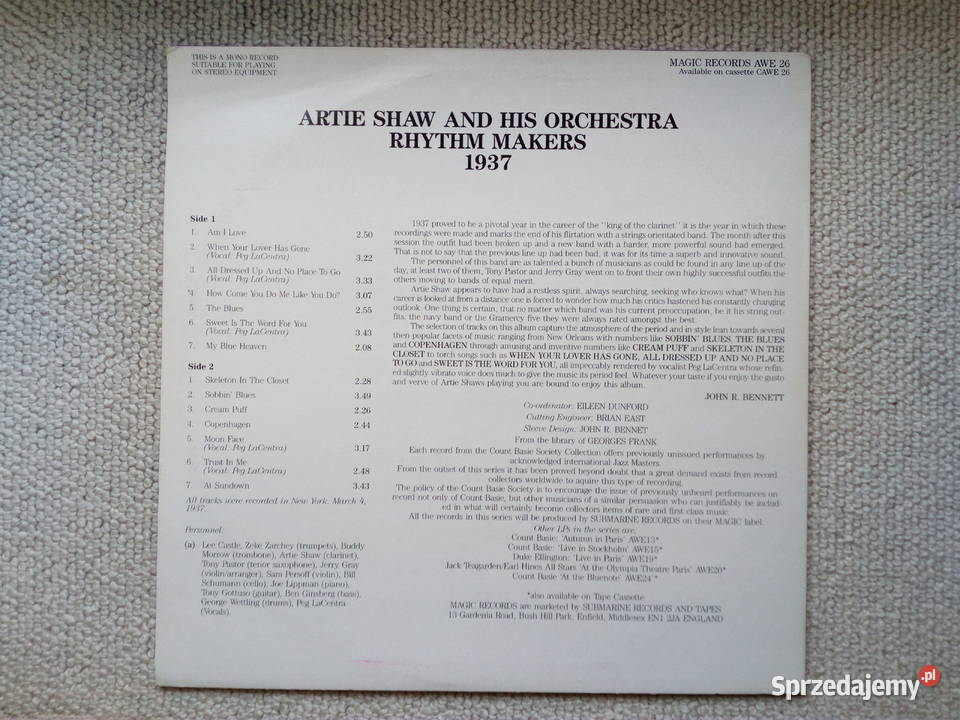 THIS IS A MONO RECORD
SUITABLE FOR PLAYING
ON STEREO EQUIPMENT
MAGIC RECORDS AWE 26
Available on cassette CAWE 26
ARTIE SHAW AND HIS ORCHESTRA
RHYTHM MAKERS
1937
Side 1
1. Am I Love 2.50
2. When Your Lover Has Gone
(Vocal: Peg LaCentra) 3.22
3. All Dressed Up And No Place To Go
(Vocal: Peg LaCentra) 3.33
*4. How Come You Do Me Like You Do? 3.07
5. The Blues 2.55
6. Sweet Is The Word For You
(Vocal: Peg LaCentra) 3.43
7. My Blue Heaven 2.08
Side 2
1. Skeleton In The Closet 2.28
2. Sobbin' Blues 3.49
3. Cream Puff 2.26
4. Copenhagen 2.44
5. Moon Face
(Vocal: Peg LaCentra) 3.17
6. Trust In Me
(Vocal: Peg LaCentra) 2.48
7. At Sundown 3.43
All tracks were recorded in New York, March 4,
1937.
Personnel:
(a) Lee Castle, Zeke Zarchey (trumpets), Buddy
Morrow (trombone), Artie Shaw (clarinet),
Tony Pastor (tenor saxophone), Jerry Gray
(violin/arranger), Sam Persoff (violin), Bill
Schumann (cello), Joe Lippman (piano),
Tony Gottuso (guitar), Ben Ginsberg (bass),
George Wettling (drums), Peg LaCentra
(Vocals).
1937 proved to be a pivotal year in the career of the "king of the clarinet" it is the year in which these
recordings were made and marks the end of his flirtation with a strings orientated band. The month after this
session the outfit had been broken up and a new band with a harder, more powerful sound had emerged.
That is not to say that the previous line up had been bad, it was for its time a superb and innovative sound.
The personnel of this band are as talented a bunch of musicians as could be found in any line up of the
day, at least two of them, Tony Pastor and Jerry Gray went on to front their own highly successful outfits the
others moving to bands of equal merit.
Artie Shaw appears to have had a restless spirit, always searching, seeking who knows what? When his
career is looked at from a distance one is forced to wonder how much his critics hastened his constantly changing
outlook. One thing is certain, that no matter which band was his current preoccupation, be it his string out-
fits, the navy band or the Gramercy five they were always rated amongst the best.
The selection of tracks on this album capture the atmosphere of the period and in style lean towards several
then popular facets of music ranging from New Orleans with numbers like SOBBIN' BLUES, THE BLUES
and COPENHAGEN through amusing and inventive numbers like CREAM PUFF and SKELETON IN THE
CLOSET to torch songs such as WHEN YOUR LOVER HAS GONE, ALL DRESSED UP AND NO PLACE
TO GO and SWEET IS THE WORD FOR YOU, all impeccably rendered by vocalist Peg LaCentra whose refin-
ed slightly vibrato voice does much to give the music its period feel. Whatever your taste if you enjoy the gusto
and verve of Artie Shaws playing you are bound to enjoy this album.
JOHN R. BENNETT
Co-ordinator: EILEEN DUNFORD
Cutting Engineer: BRIAN EAST
Sleeve Design: JOHN R. BENNET
From the library of GEORGES FRANK
Each record from the Count Basie Society Collection offers previously unissued performances by
acknowledged international Jazz Masters.
From the outset of this series it has been proved beyond doubt that a great demand exists from record
collectors worldwide to aquire this type of recording.
The policy of the Count Basie Society is to encourage the issue of previously unheard performances on
record not only of Count Basie, but other musicians of a similar persuasion who can justifiably be includ-
ed in what will certainly become collectors items of rare and first class music.
All the records in this series will be produced by SUBMARINE RECORDS on their MAGIC label.
Other LPs in the series are:
Count Basie: 'Autumn in Paris' AWE13*
Count Basie: 'Live in Stockholm' AWE15*
Duke Ellington: 'Live in Paris' AWE19*
Jack Teagarden/Earl Hines All Stars 'At the Olympia Theatre Paris' AWE20*
Count Basie 'At the Bluenote' AWE24*
*also available on Tape Cassette
MAGIC RECORDS are marketed by SUBMARINE RECORDS AND TAPES
13 Gardenia Road, Bush Hill Park, Enfield, Middlesex EN1 2JA ENGLAND
Sprzedajemy.pl